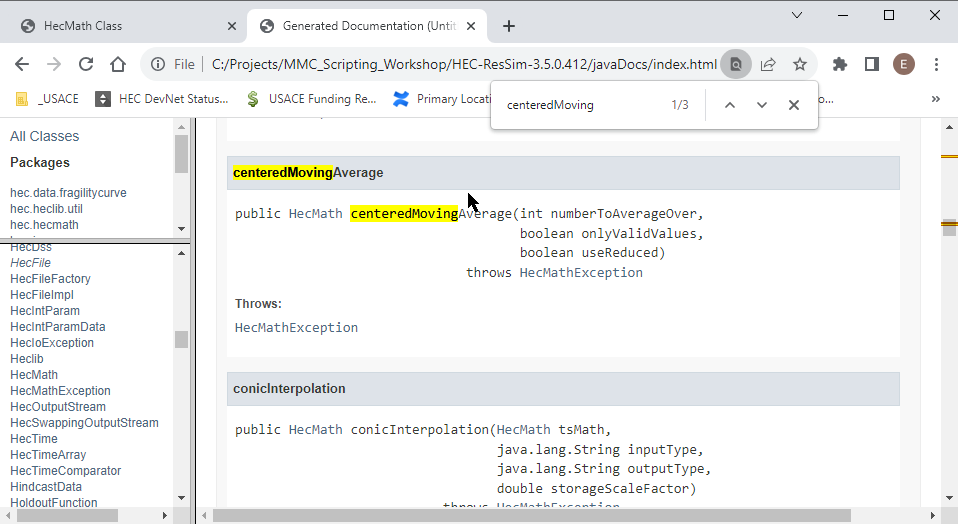 HecMath Class
Generated Documentation (Untit
File
C:/Projects/MMC_Scripting_Workshop/HEC-ResSim-3.5.0.412/javaDocs/index.html
E
_USACE
HEC DevNet Status...
USACE Funding Re...
Primary Locati
o...
»
centeredMoving
1/3
All Classes
Packages
hec.data.fragilitycurve
hec.heclib.util
hec.hecmath
HecDss
HecFile
HecFileFactory
HecFileImpl
HecIntParam
HecIntParamData
HecIoException
Heclib
HecMath
HecMathException
HecOutputStream
HecSwappingOutputStream
HecTime
HecTimeArray
HecTimeComparator
HindcastData
HoldoutFunction
centeredMovingAverage
public HecMath centeredMovingAverage(int numberToAverageOver,
boolean onlyValidValues,
boolean useReduced)
throws HecMathException
Throws:
HecMathException
conicInterpolation
public HecMath conicInterpolation(HecMath tsMath,
java.lang.String inputType,
java.lang.String outputType,
double storageScaleFactor)
throws HecMathException